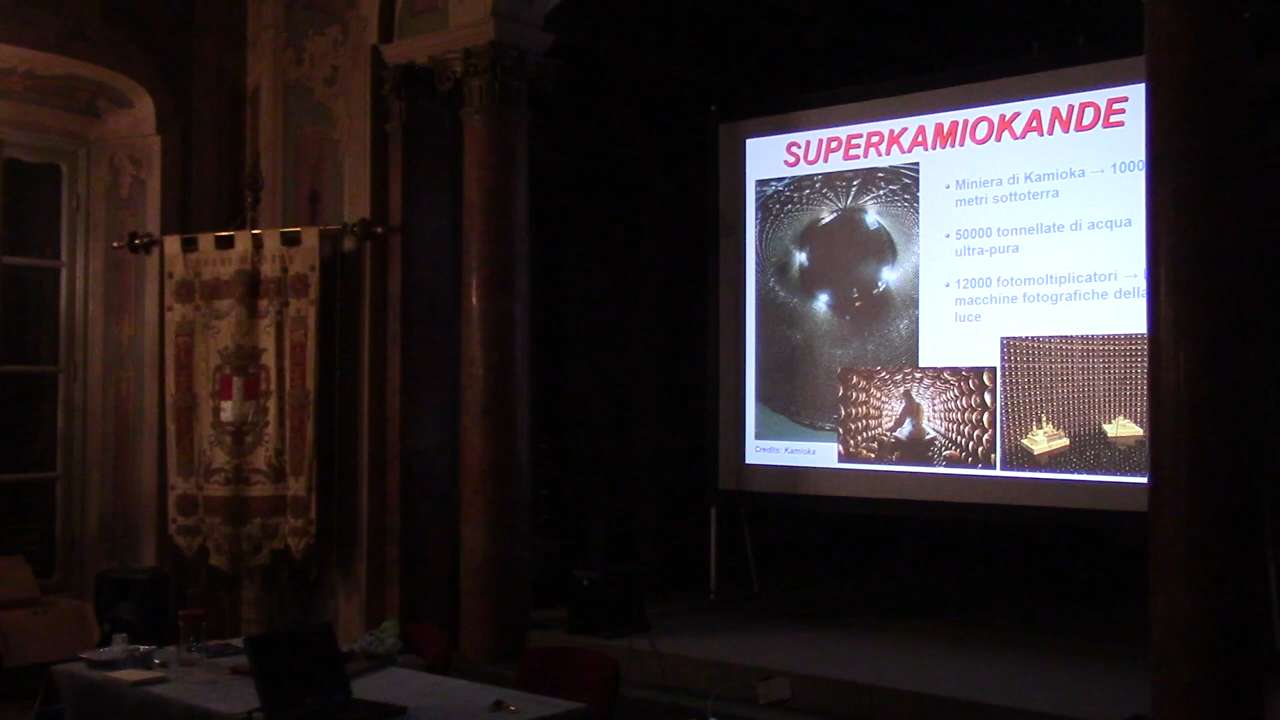 SUPERKAMIOKANDE
Miniera di Kamioka → 1000
metri sottoterra
50000 tonnellate di acqua
ultra-pura
12000 fotomoltiplicatori →
macchine fotografiche della
luce
Credits: Kamioka